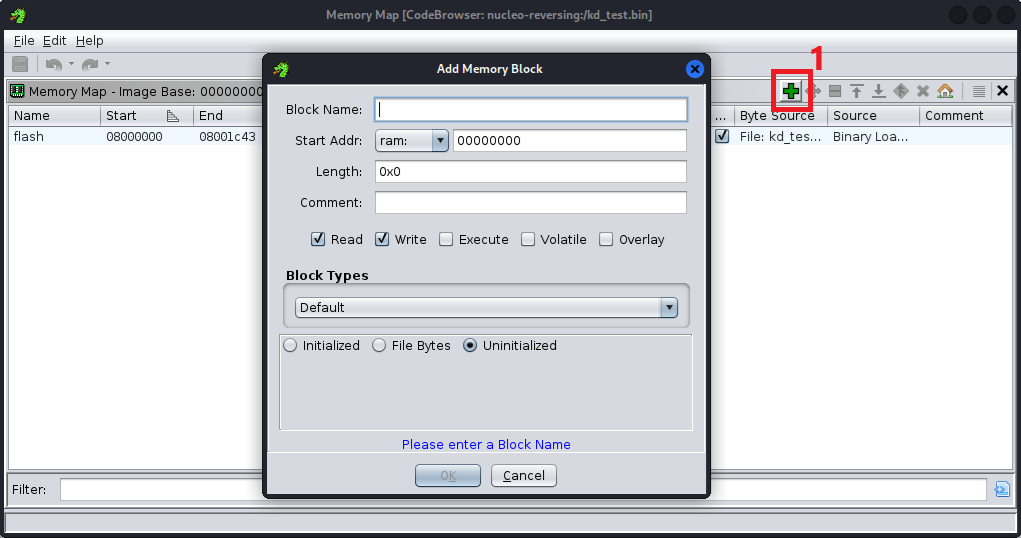 Memory Map [CodeBrowser: nucleo-reversing:/kd_test.bin]
File Edit Help
1
Memory Map - Image Base: 00000000
Name Start End ... Byte Source Source Comment
flash 08000000 08001c43 File: kd_tes... Binary Loa...
Add Memory Block
Block Name:
Start Addr: ram: 00000000
Length: 0x0
Comment:
Read Write Execute Volatile Overlay
Block Types
Default
Initialized File Bytes Uninitialized
Please enter a Block Name
OK Cancel
Filter: